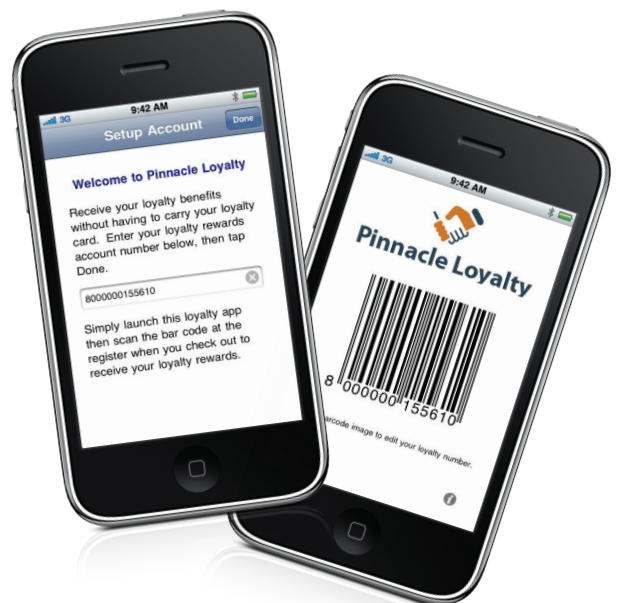 3G 9:42 AM
Setup Account Done
Welcome to Pinnacle Loyalty
Receive your loyalty benefits
without having to carry your loyalty
card. Enter your loyalty rewards
account number below, then tap
Done.
8000000155610
Simply launch this loyalty app
then scan the bar code at the
register when you check out to
receive your loyalty rewards.
3G 9:42 AM
Pinnacle Loyalty
8 000000 155610
barcode image to edit your loyalty number.
i